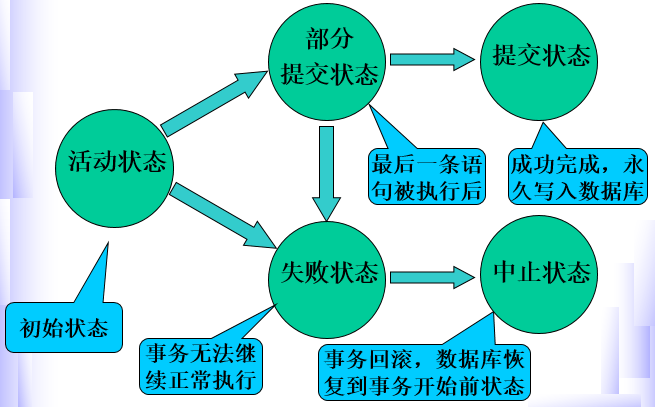 部分
提交状态
提交状态
活动状态
最后一条语
句被执行后
成功完成，永
久写入数据库
失败状态
中止状态
初始状态
事务无法继
续正常执行
事务回滚，数据库恢
复到事务开始前状态